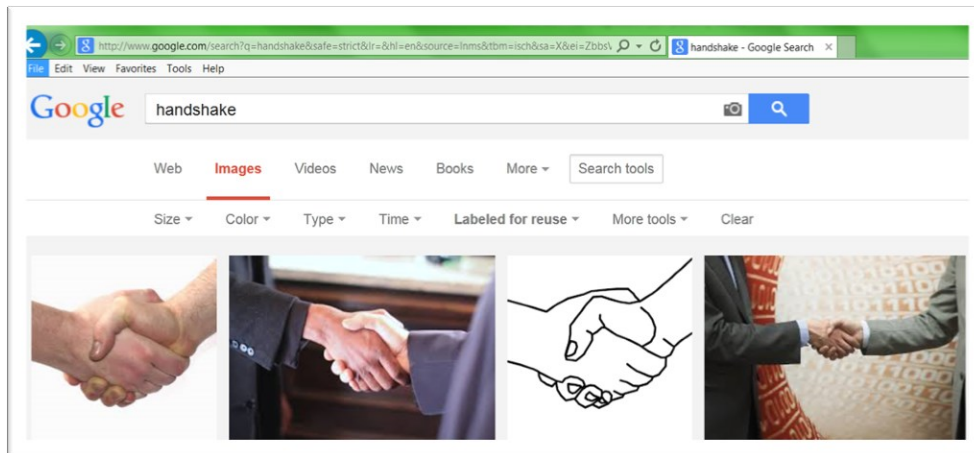 http://www.google.com/search?q=handshake&safe=strict&lr=&hl=en&source=lnms&tbm=isch&sa=X&ei=Zbbs handshake - Google Search
File Edit View Favorites Tools Help
Google handshake
Web Images Videos News Books More Search tools
Size Color Type Time Labeled for reuse More tools Clear